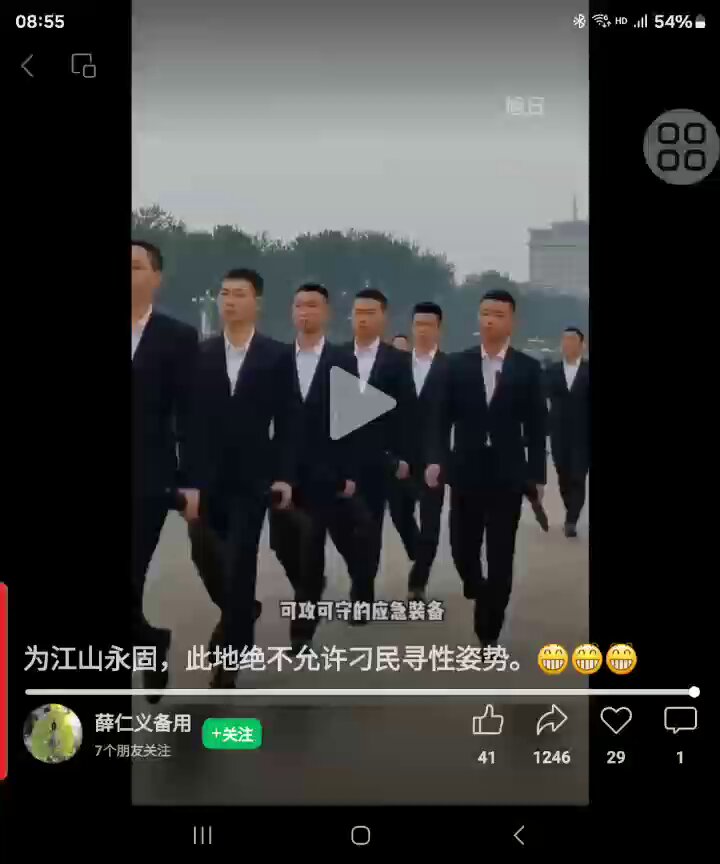 08:55
HD 54%
旭日
可攻可守的应急装备
为江山永固，此地绝不允许刁民寻性姿势。😁😁😁
薛仁义备用
+关注
7个朋友关注
41 1246 29 1